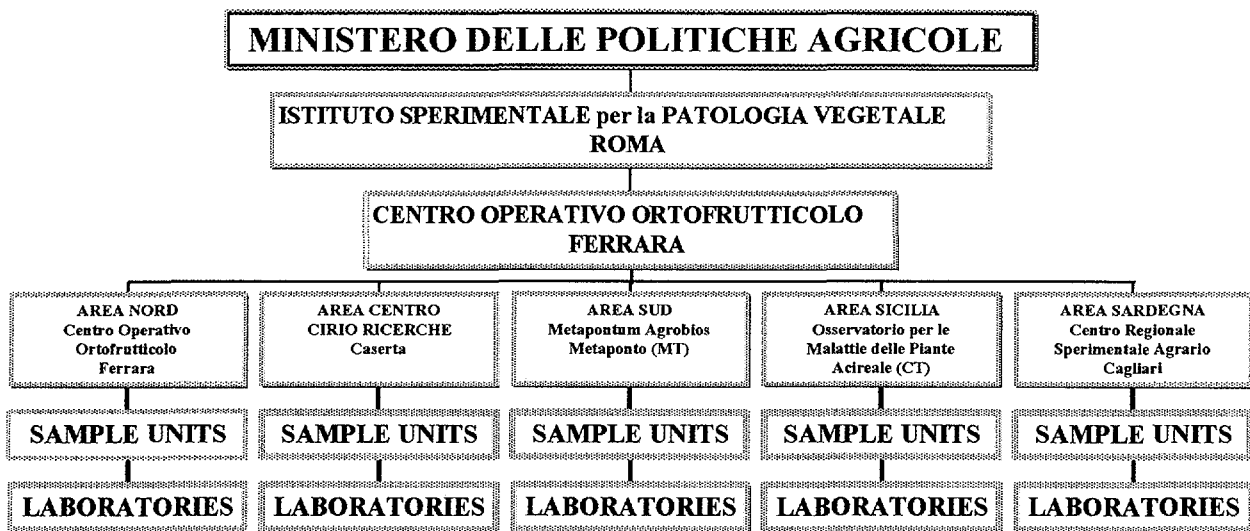 MINISTERO DELLE POLITICHE AGRICOLE
ISTITUTO SPERIMENTALE per la PATOLOGIA VEGETALE
ROMA
CENTRO OPERATIVO ORTOFRUTTICOLO
FERRARA
AREA NORD
Centro Operativo
Ortofrutticolo
Ferrara
AREA CENTRO
CIRIO RICERCHE
Caserta
AREA SUD
Metapontum Agrobios
Metaponto (MT)
AREA SICILIA
Osservatorio per le
Malattie delle Piante
Acireale (CT)
AREA SARDEGNA
Centro Regionale
Sperimentale Agrario
Cagliari
SAMPLE UNITS
SAMPLE UNITS
SAMPLE UNITS
SAMPLE UNITS
SAMPLE UNITS
LABORATORIES
LABORATORIES
LABORATORIES
LABORATORIES
LABORATORIES